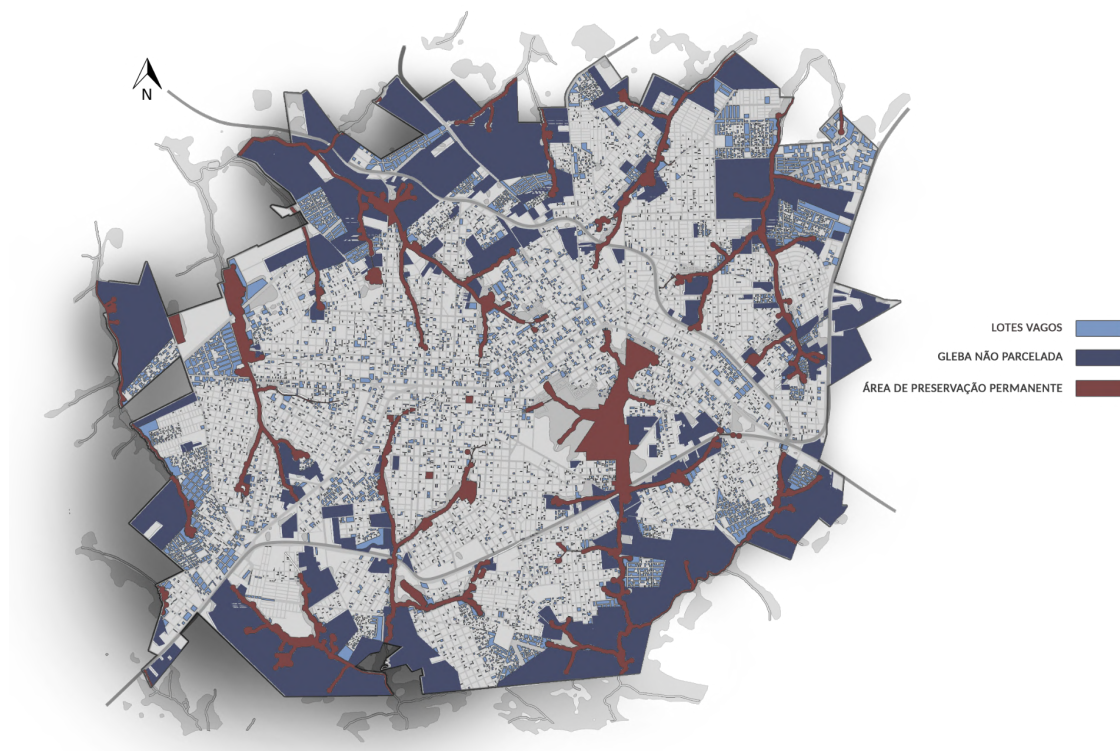 N
LOTES VAGOS
GLEBA NÃO PARCELADA
ÁREA DE PRESERVAÇÃO PERMANENTE